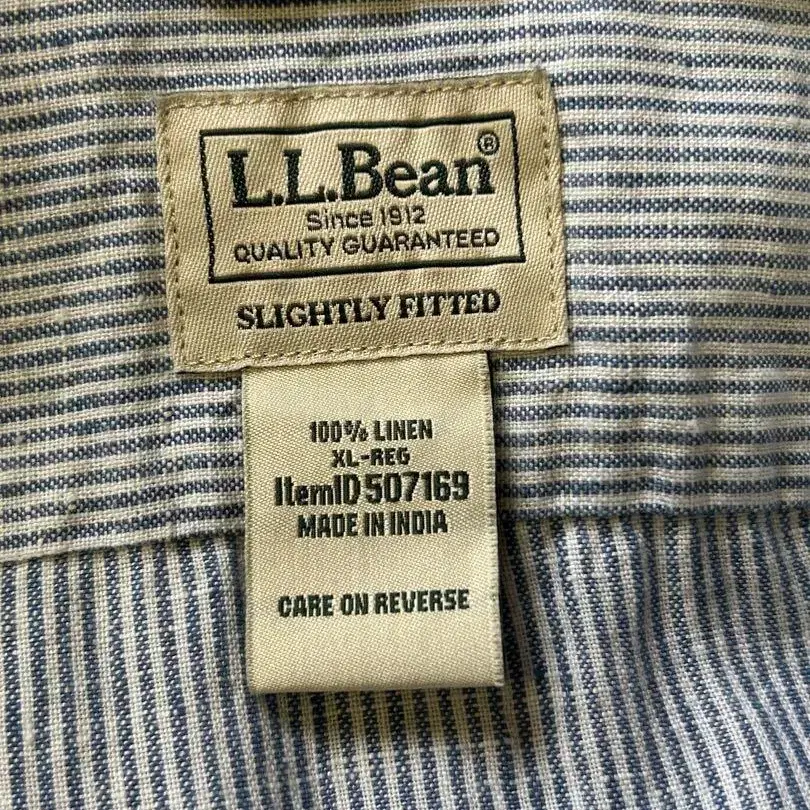 L.L.Bean®
Since 1912
QUALITY GUARANTEED
SLIGHTLY FITTED
100% LINEN
XL-REG
ItemID 507169
MADE IN INDIA
CARE ON REVERSE